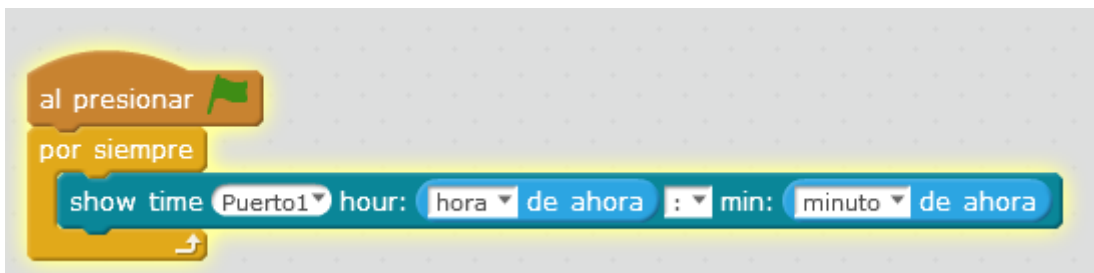 al presionar
por siempre
show time Puerto1 hour: hora de ahora : min: minuto de ahora